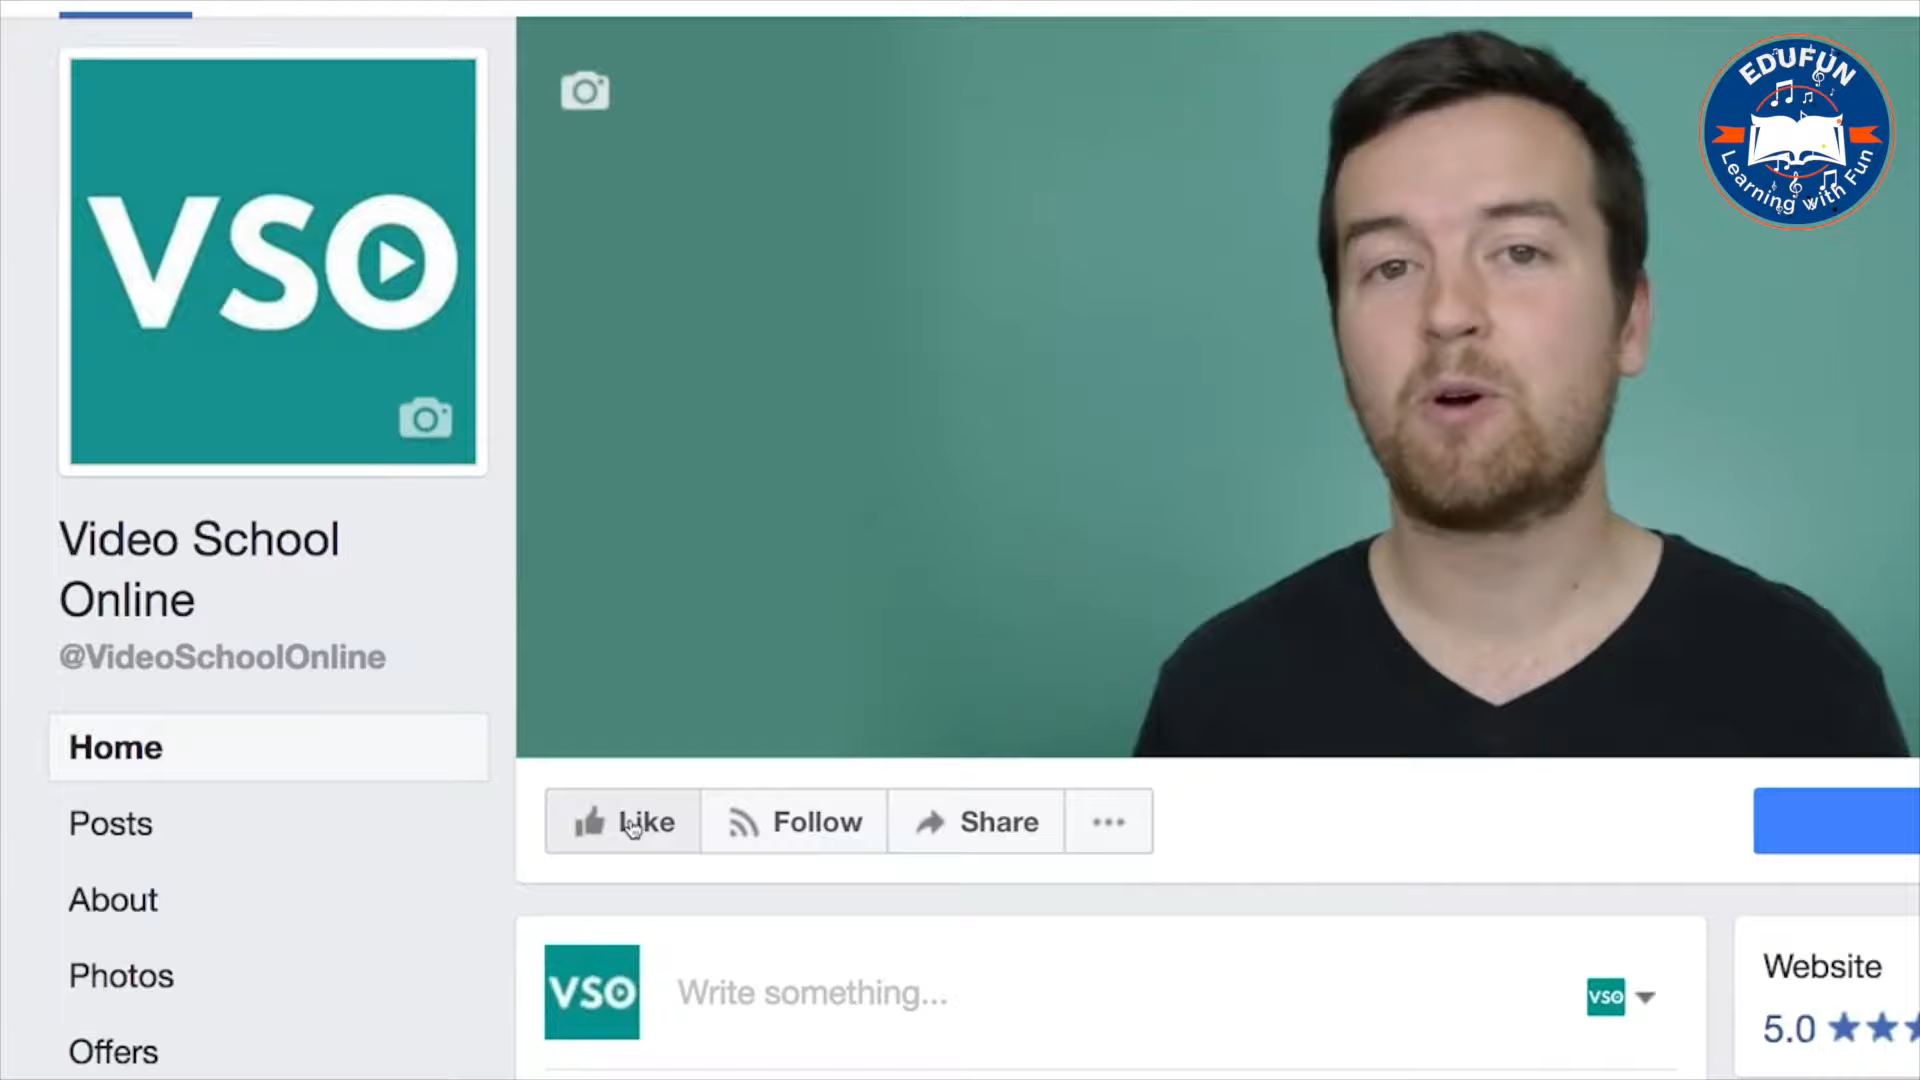 EDUFUN
Learning with Fun
VSO
Video School
Online
@VideoSchoolOnline
Home
Posts
About
Photos
Offers
Like
Follow
Share
VSO
Write something...
VSO
Website
5.0